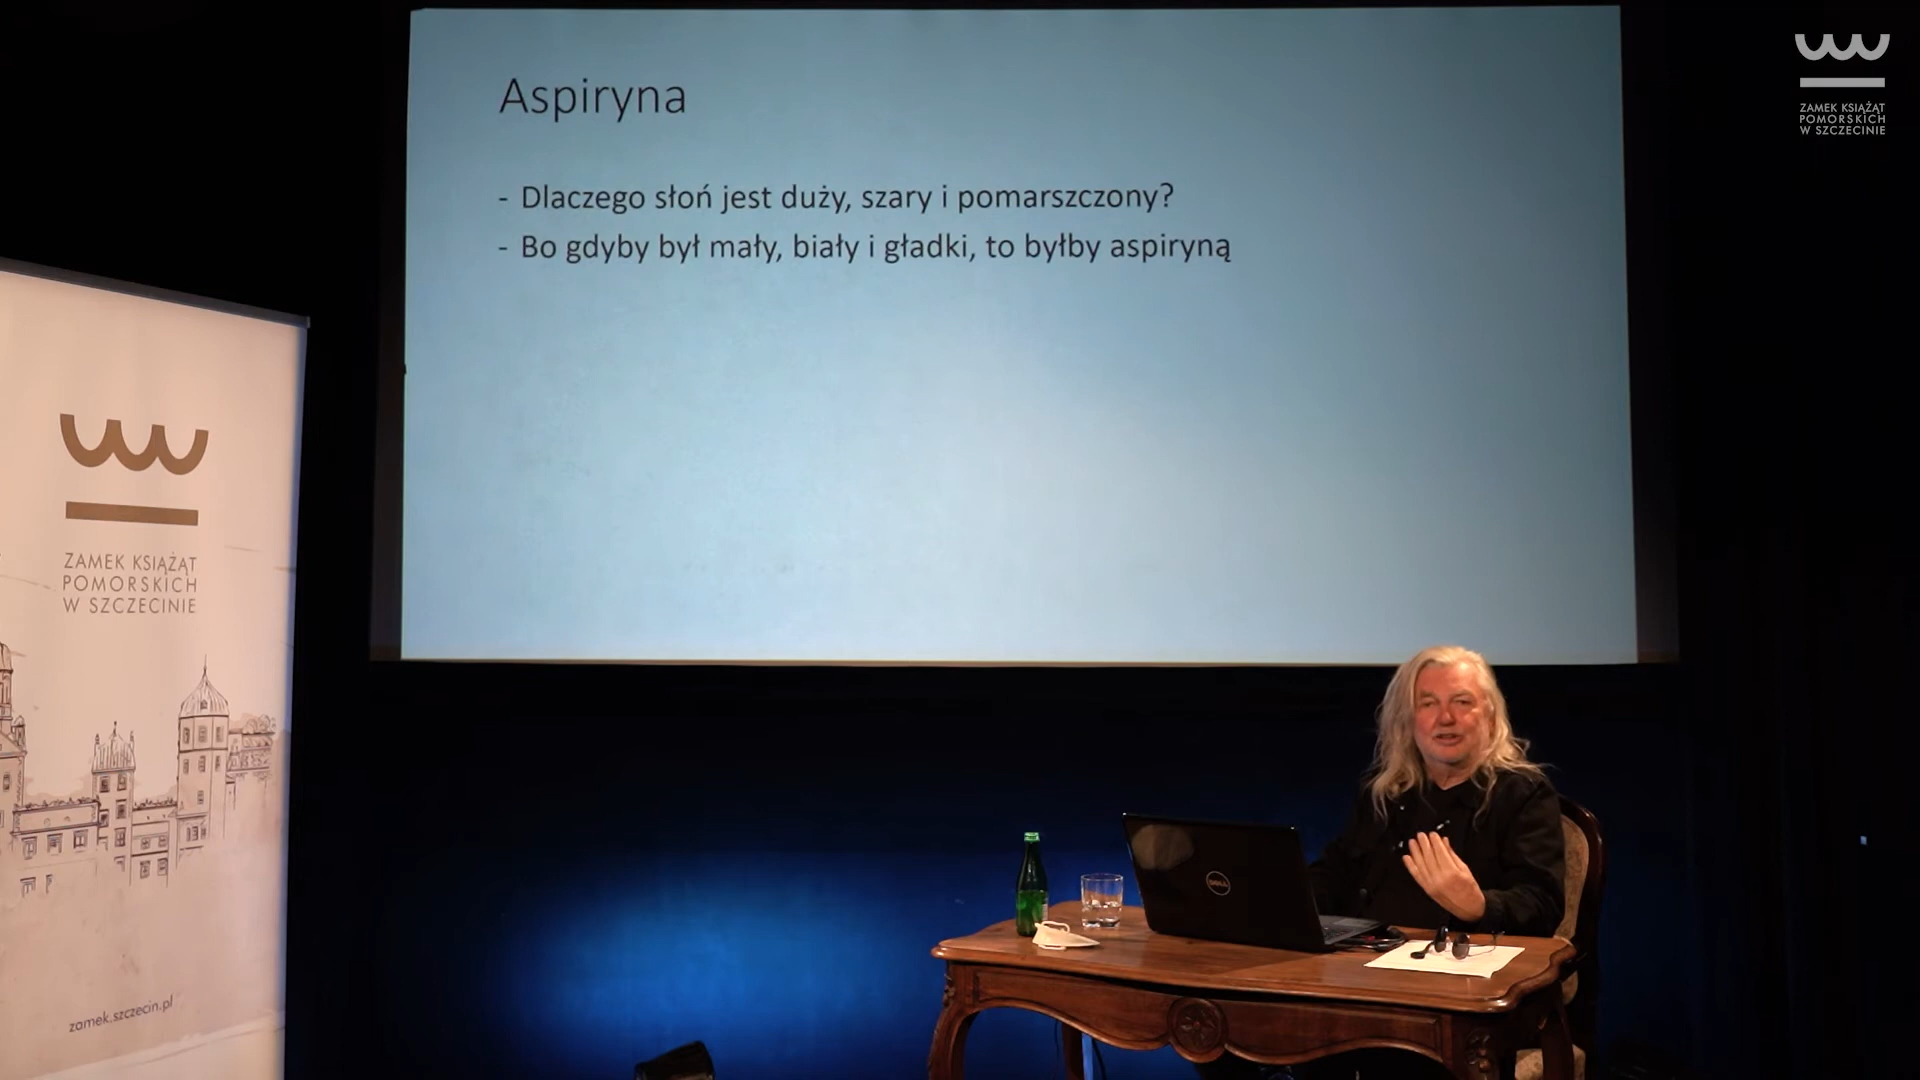 Aspiryna
- Dlaczego słoń jest duży, szary i pomarszczony?
- Bo gdyby był mały, biały i gładki, to byłby aspiryną
ZAMEK KSIĄŻĄT
POMORSKICH
W SZCZECINIE
ZAMEK KSIĄŻĄT
POMORSKICH
W SZCZECINIE
zamek.szczecin.pl
DELL